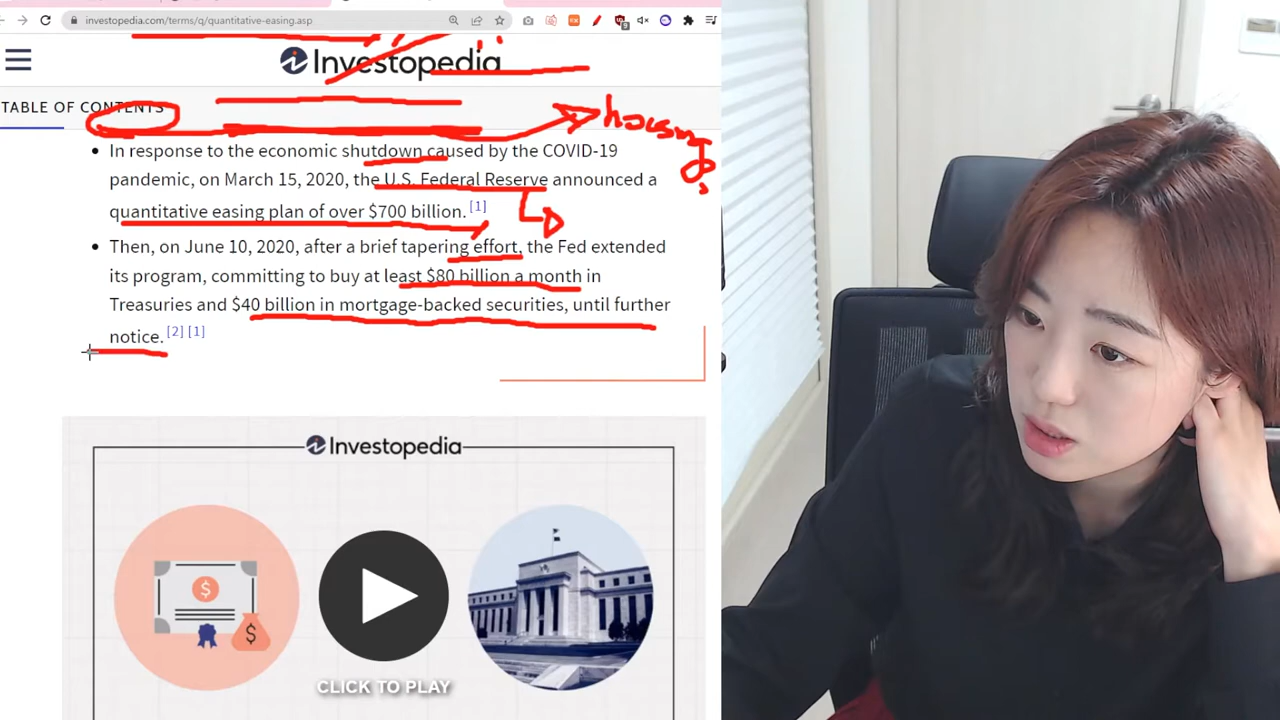 investopedia.com/terms/q/quantitative-easing.asp
Investopedia
TABLE OF CONTENTS
housing
In response to the economic shutdown caused by the COVID-19
pandemic, on March 15, 2020, the U.S. Federal Reserve announced a
quantitative easing plan of over $700 billion. [1]
Then, on June 10, 2020, after a brief tapering effort, the Fed extended
its program, committing to buy at least $80 billion a month in
Treasuries and $40 billion in mortgage-backed securities, until further
notice. [2] [1]
Investopedia
CLICK TO PLAY